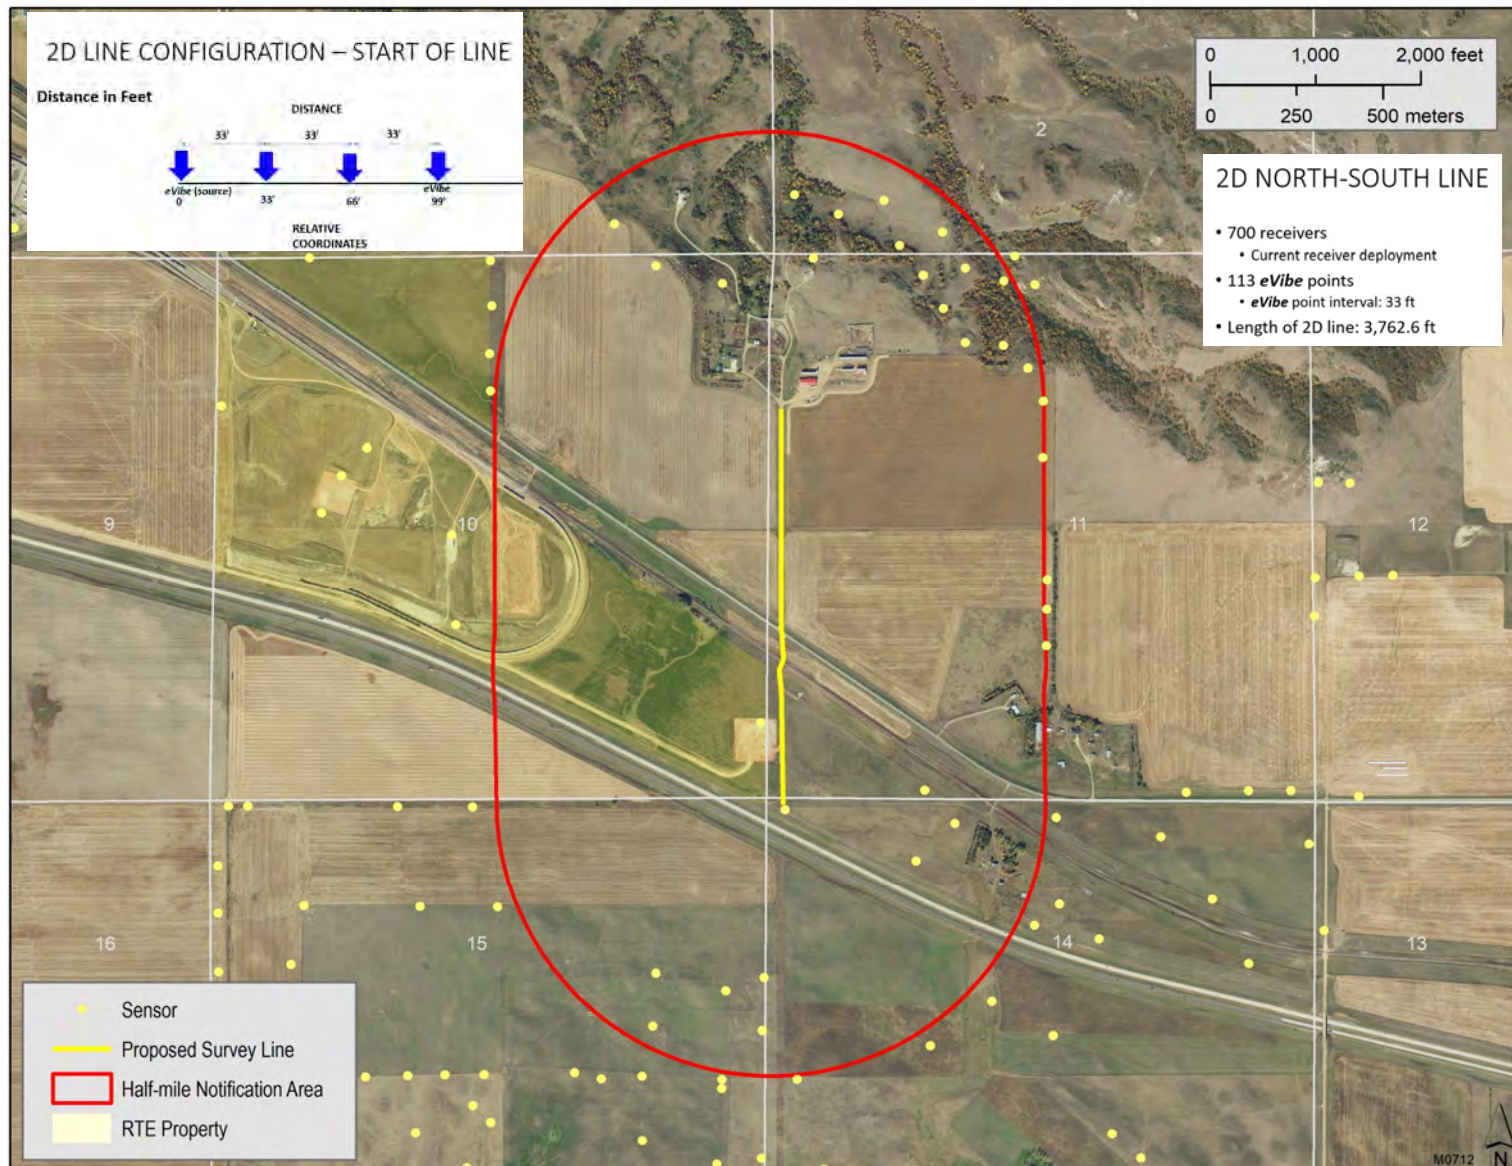 2D LINE CONFIGURATION – START OF LINE
Distance in Feet
DISTANCE
33' 33' 33'
eVibe (source) eVibe
0 33' 66' 99'
RELATIVE
COORDINATES
0 1,000 2,000 feet
0 250 500 meters
2D NORTH-SOUTH LINE
• 700 receivers
• Current receiver deployment
• 113 eVibe points
• eVibe point interval: 33 ft
• Length of 2D line: 3,762.6 ft
2
9
10
11
12
16
15
14
13
Sensor
Proposed Survey Line
Half-mile Notification Area
RTE Property
M0712
N